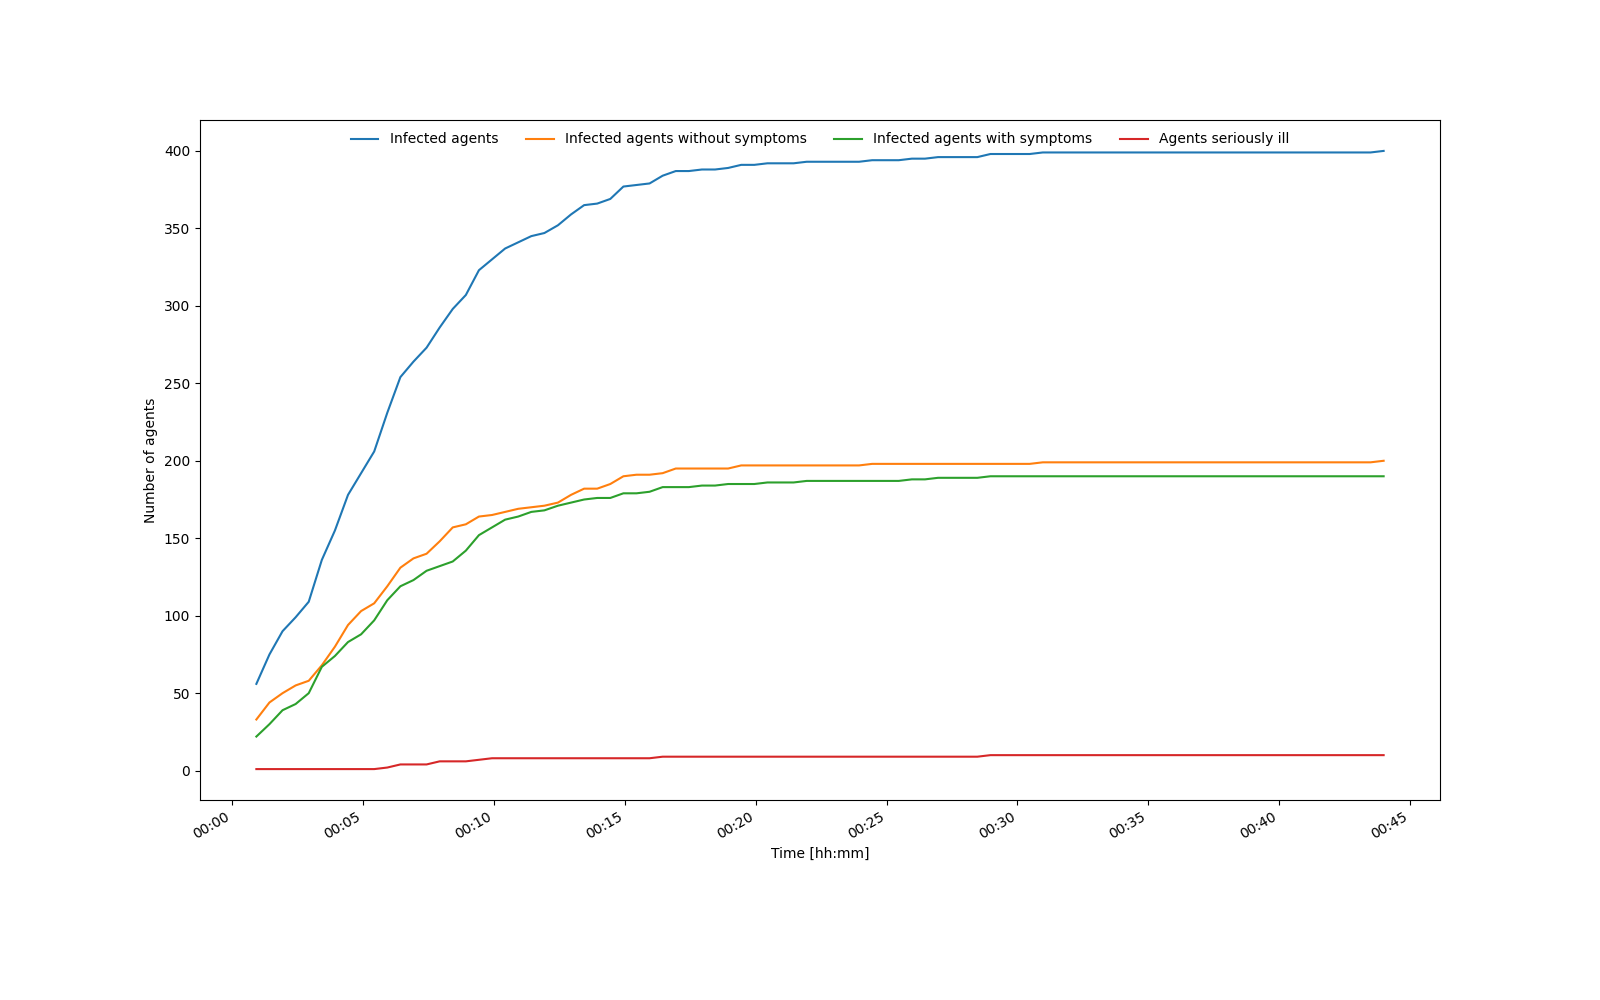 Infected agents Infected agents without symptoms Infected agents with symptoms Agents seriously ill
400
350
300
250
200
150
100
50
0
Number of agents
00:00 00:05 00:10 00:15 00:20 00:25 00:30 00:35 00:40 00:45
Time [hh:mm]